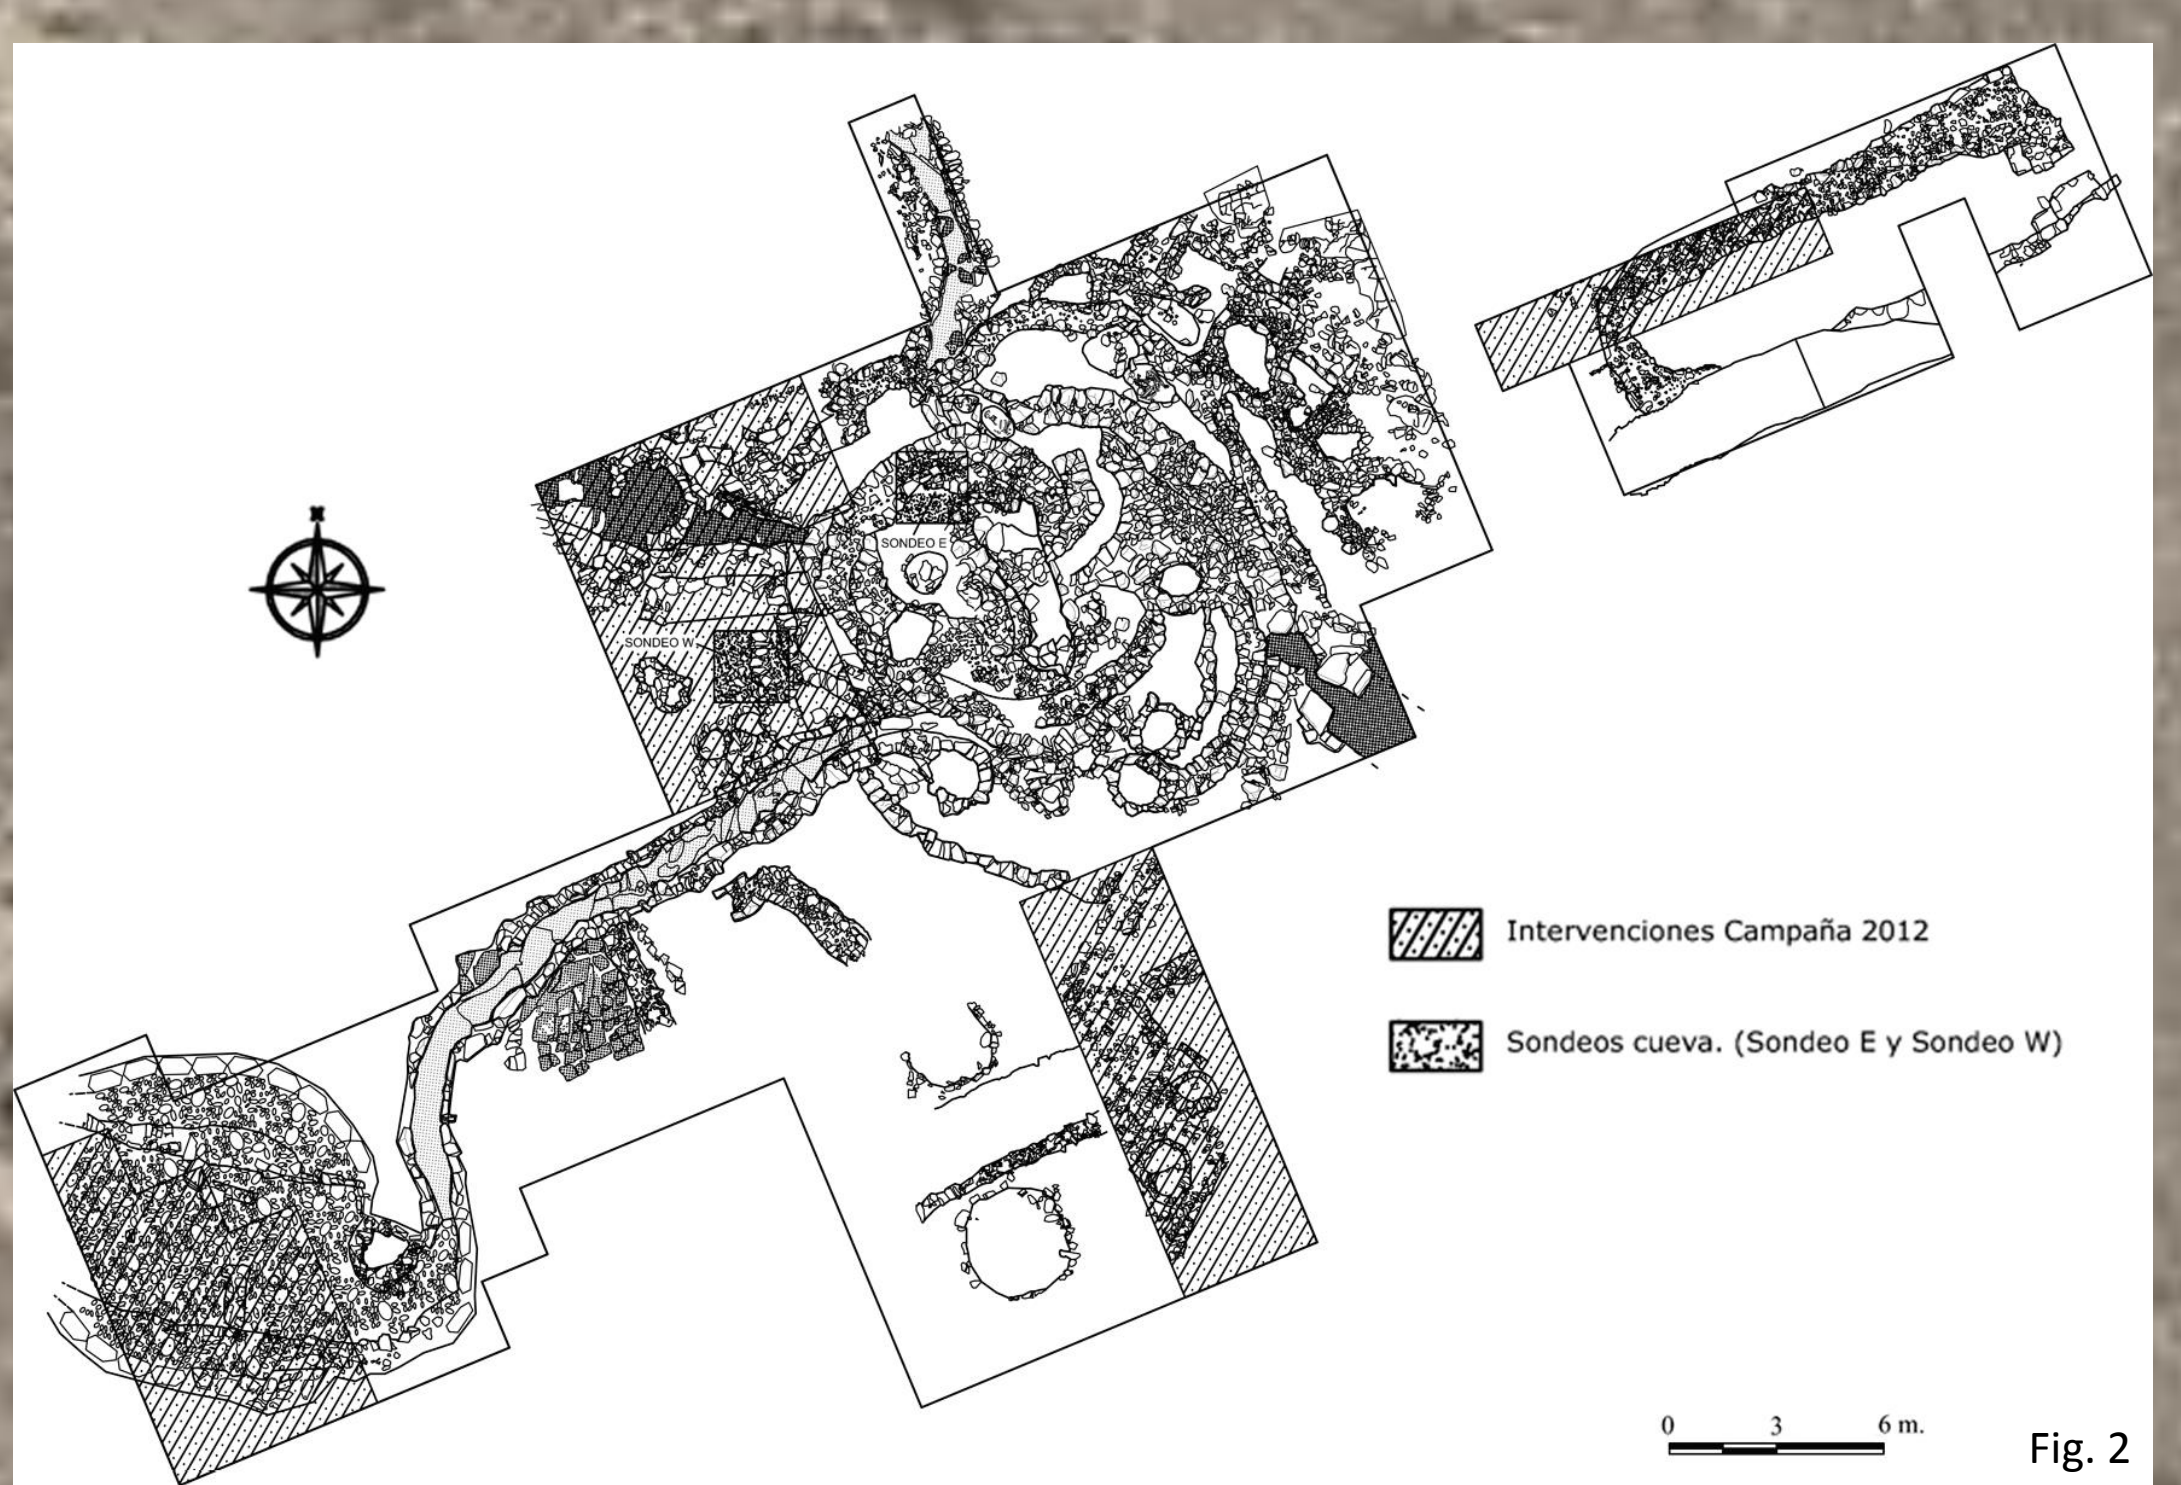 SONDEO E
SONDEO W
N
Intervenciones Campaña 2012
Sondeos cueva. (Sondeo E y Sondeo W)
0 3 6 m.
Fig. 2